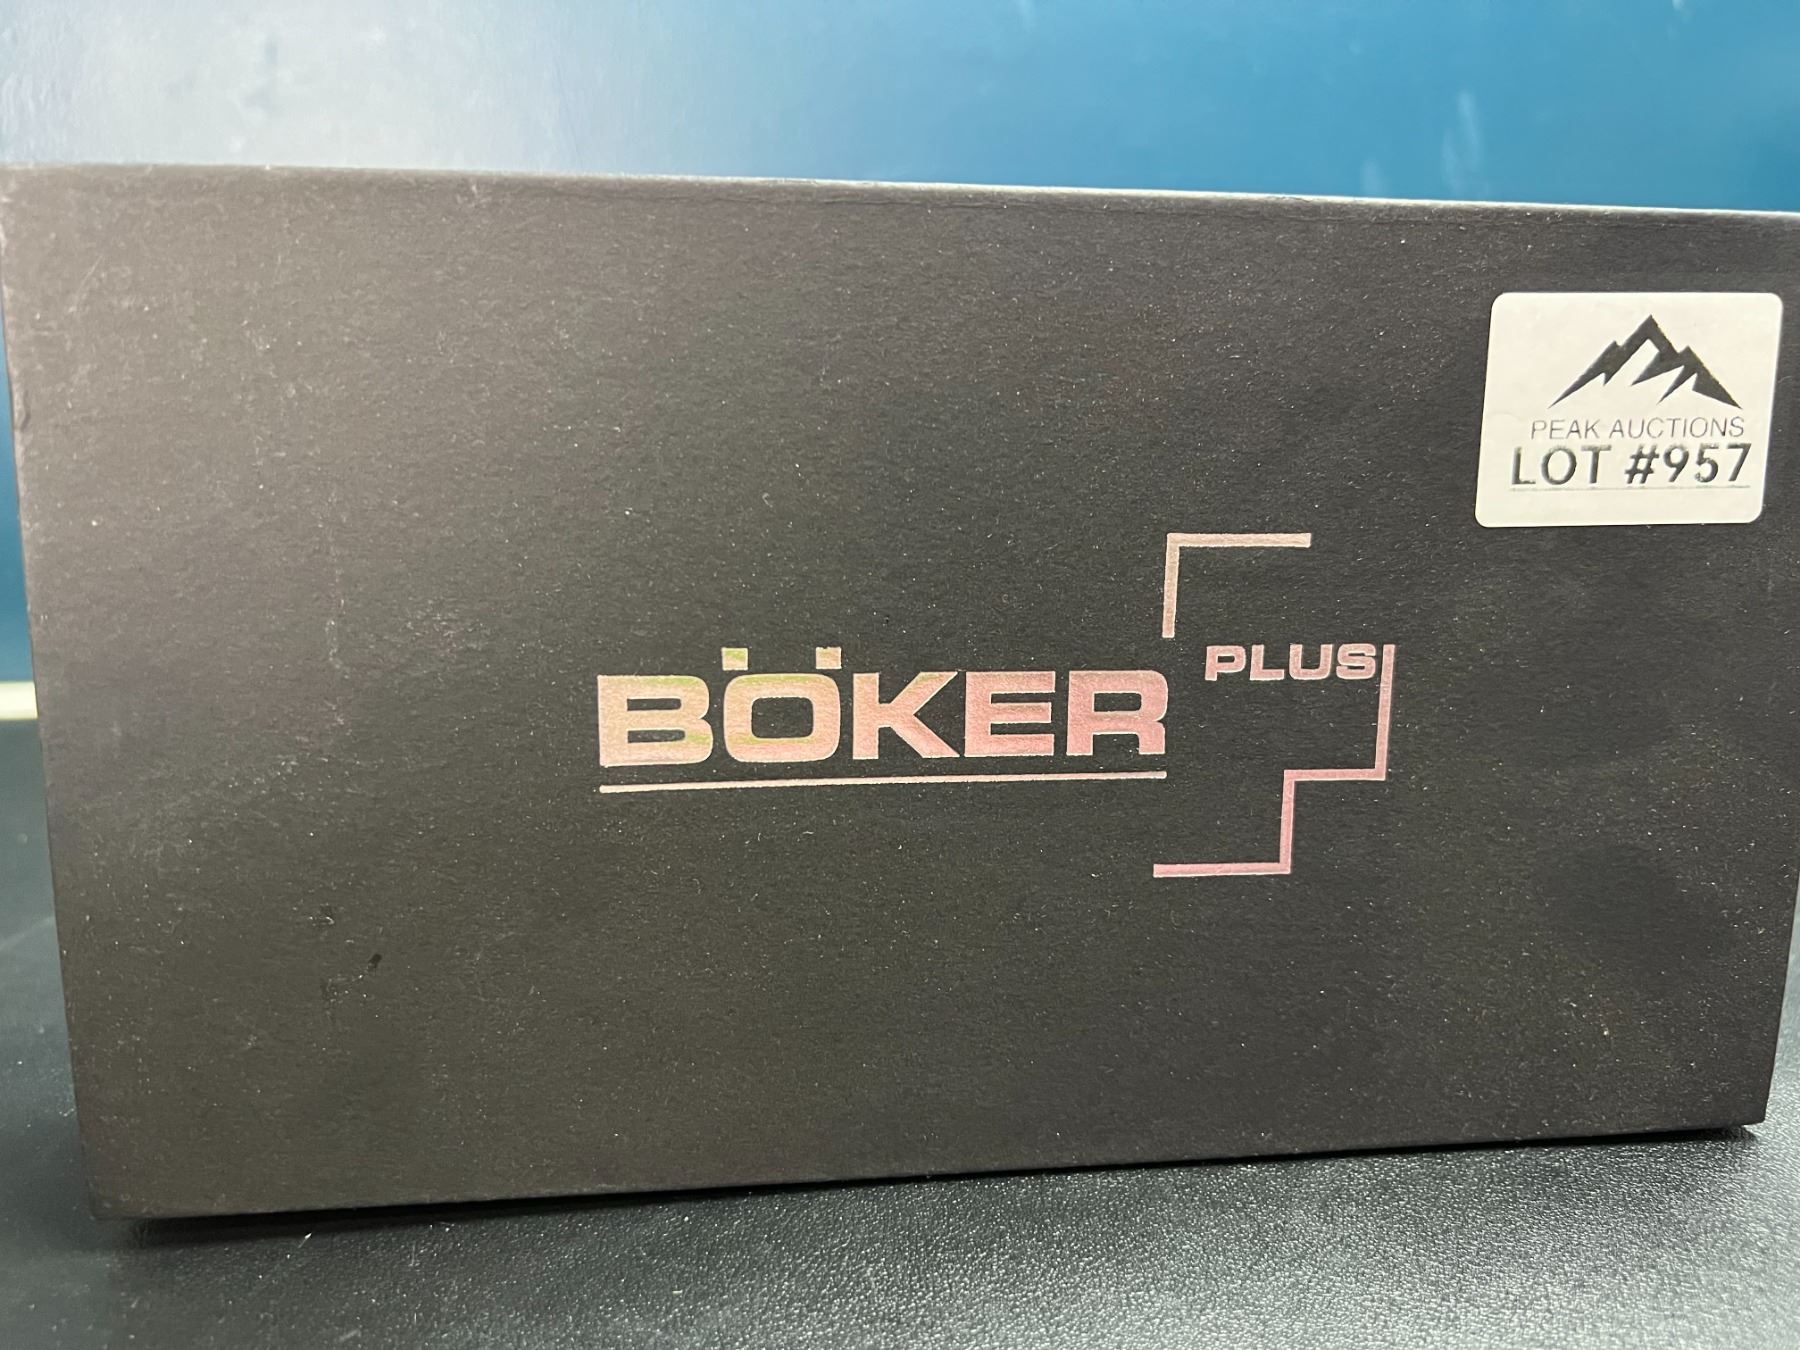 PEAK AUCTIONS
LOT #957
BÖKER
PLUS